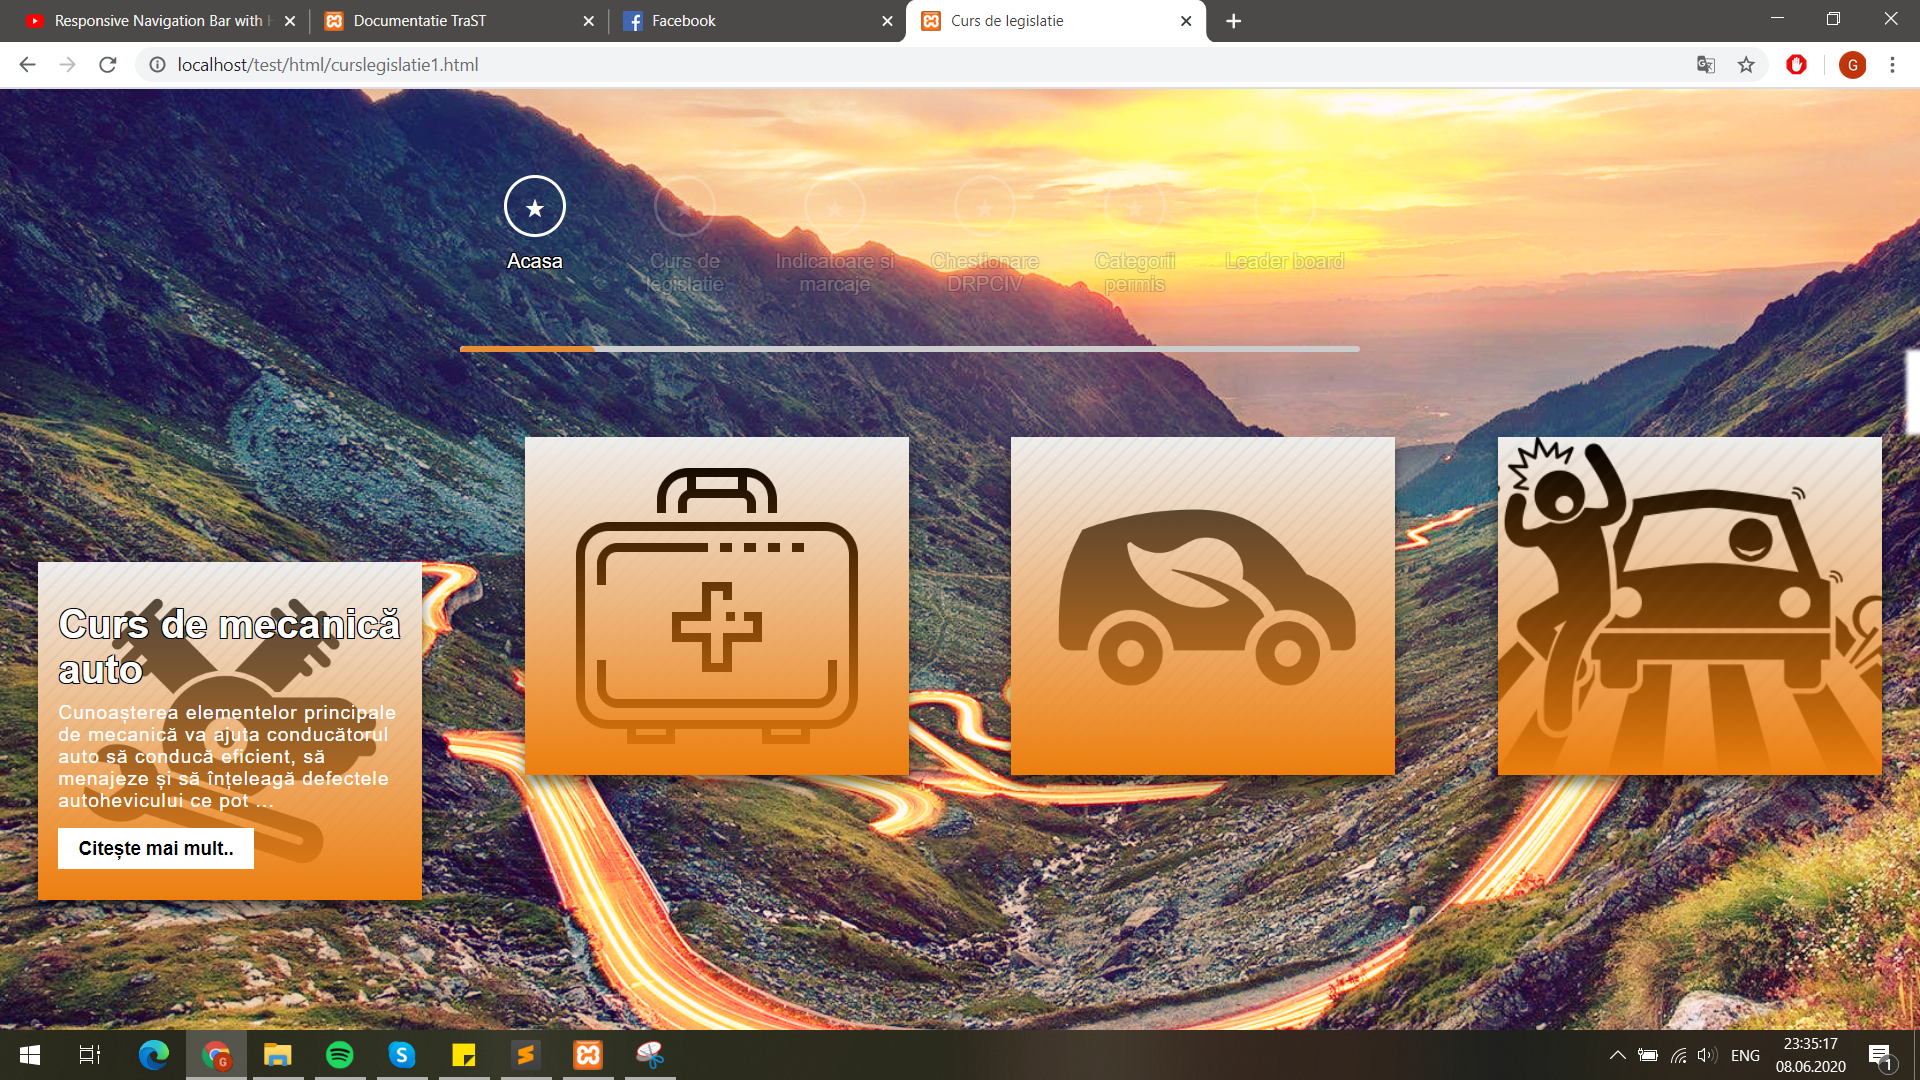 Responsive Navigation Bar with
Documentatie TraST
Facebook
Curs de legislatie
localhost/test/html/curslegislatie1.html
G
Acasa
Curs de
legislatie
Indicatoare si
marcaje
Chestionare
DRPCIV
Categorii
permis
Leader board
Curs de mecanică
auto
Cunoașterea elementelor principale
de mecanică va ajuta conducătorul
auto să conducă eficient, să
menajeze și să înțeleagă defectele
autohevicului ce pot ...
Citește mai mult..
ENG
23:35:17
08.06.2020
1